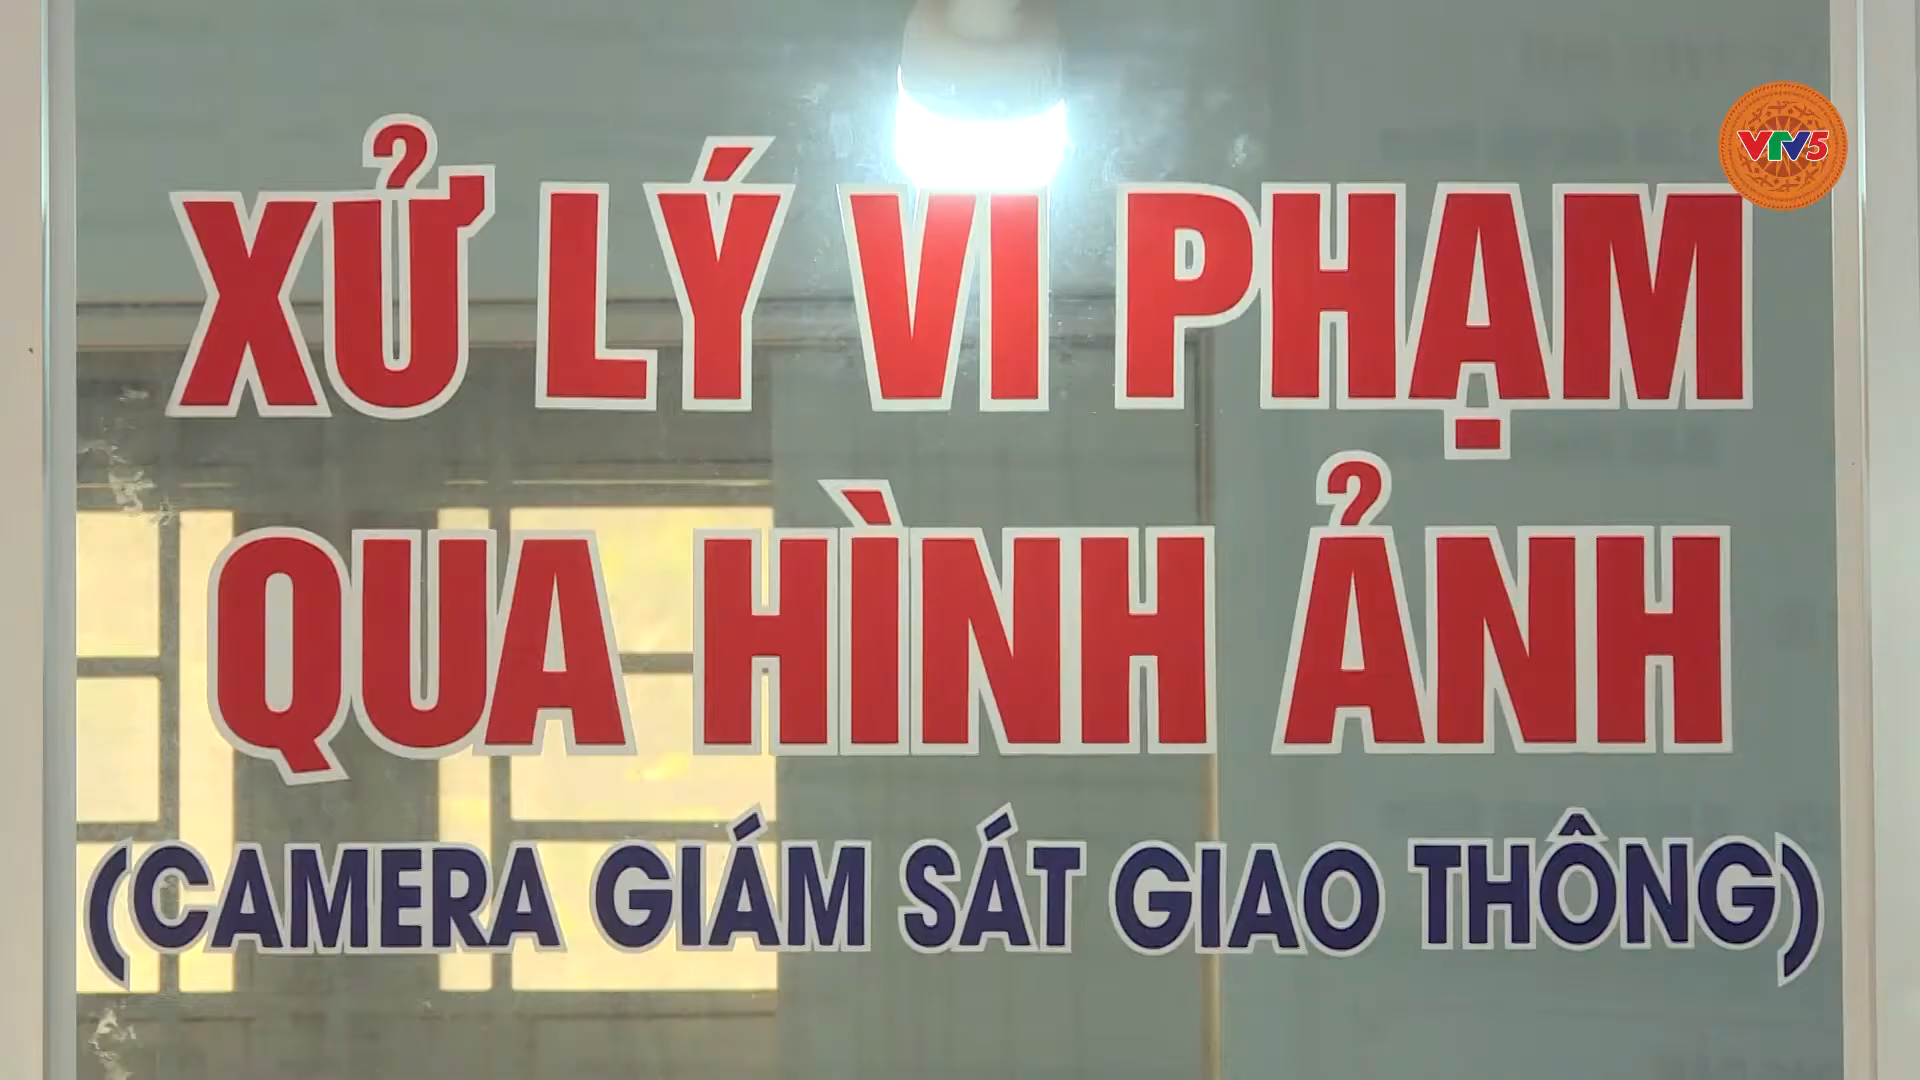 VTV5
XỬ LÝ VI PHẠM
QUA HÌNH ẢNH
(CAMERA GIÁM SÁT GIAO THÔNG)